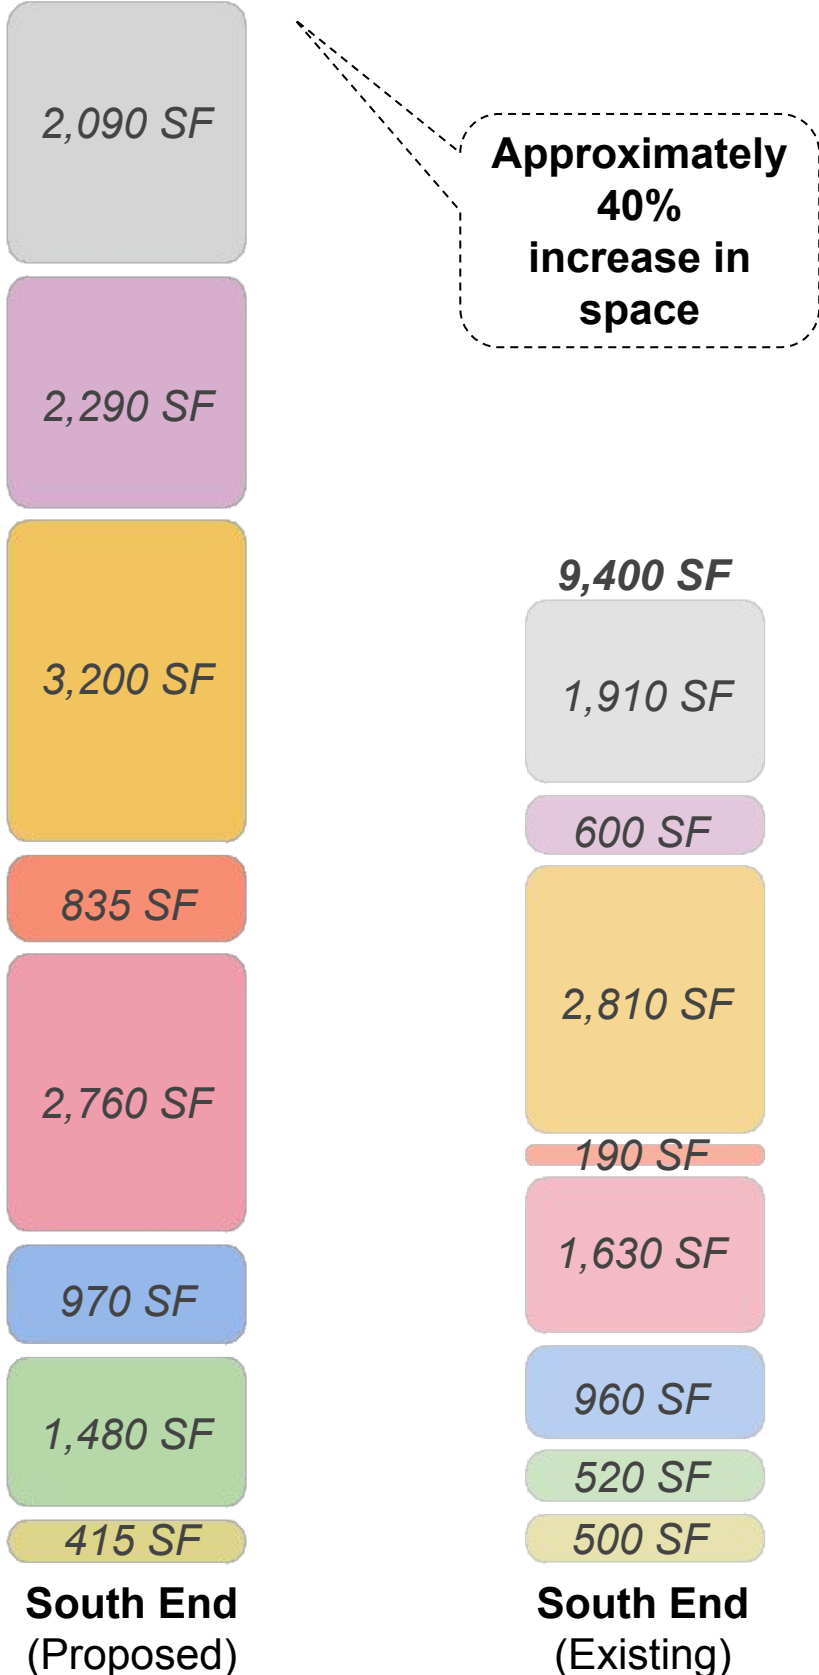 2,090 SF
2,290 SF
3,200 SF
835 SF
2,760 SF
970 SF
1,480 SF
415 SF
South End
(Proposed)
Approximately
40%
increase in
space
9,400 SF
1,910 SF
600 SF
2,810 SF
190 SF
1,630 SF
960 SF
520 SF
500 SF
South End
(Existing)